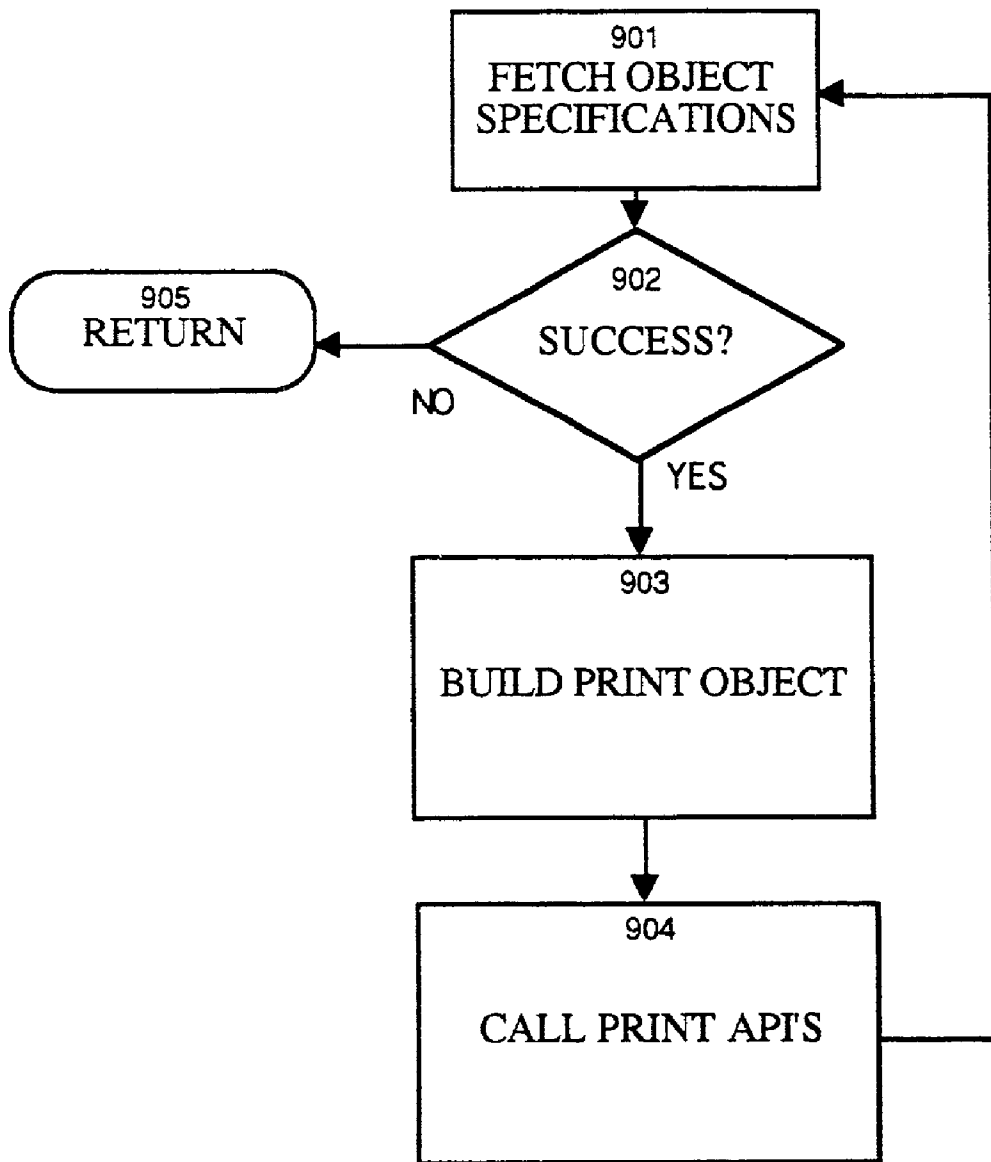 901
FETCH OBJECT
SPECIFICATIONS
902
SUCCESS?
905
RETURN
NO
YES
903
BUILD PRINT OBJECT
904
CALL PRINT API'S